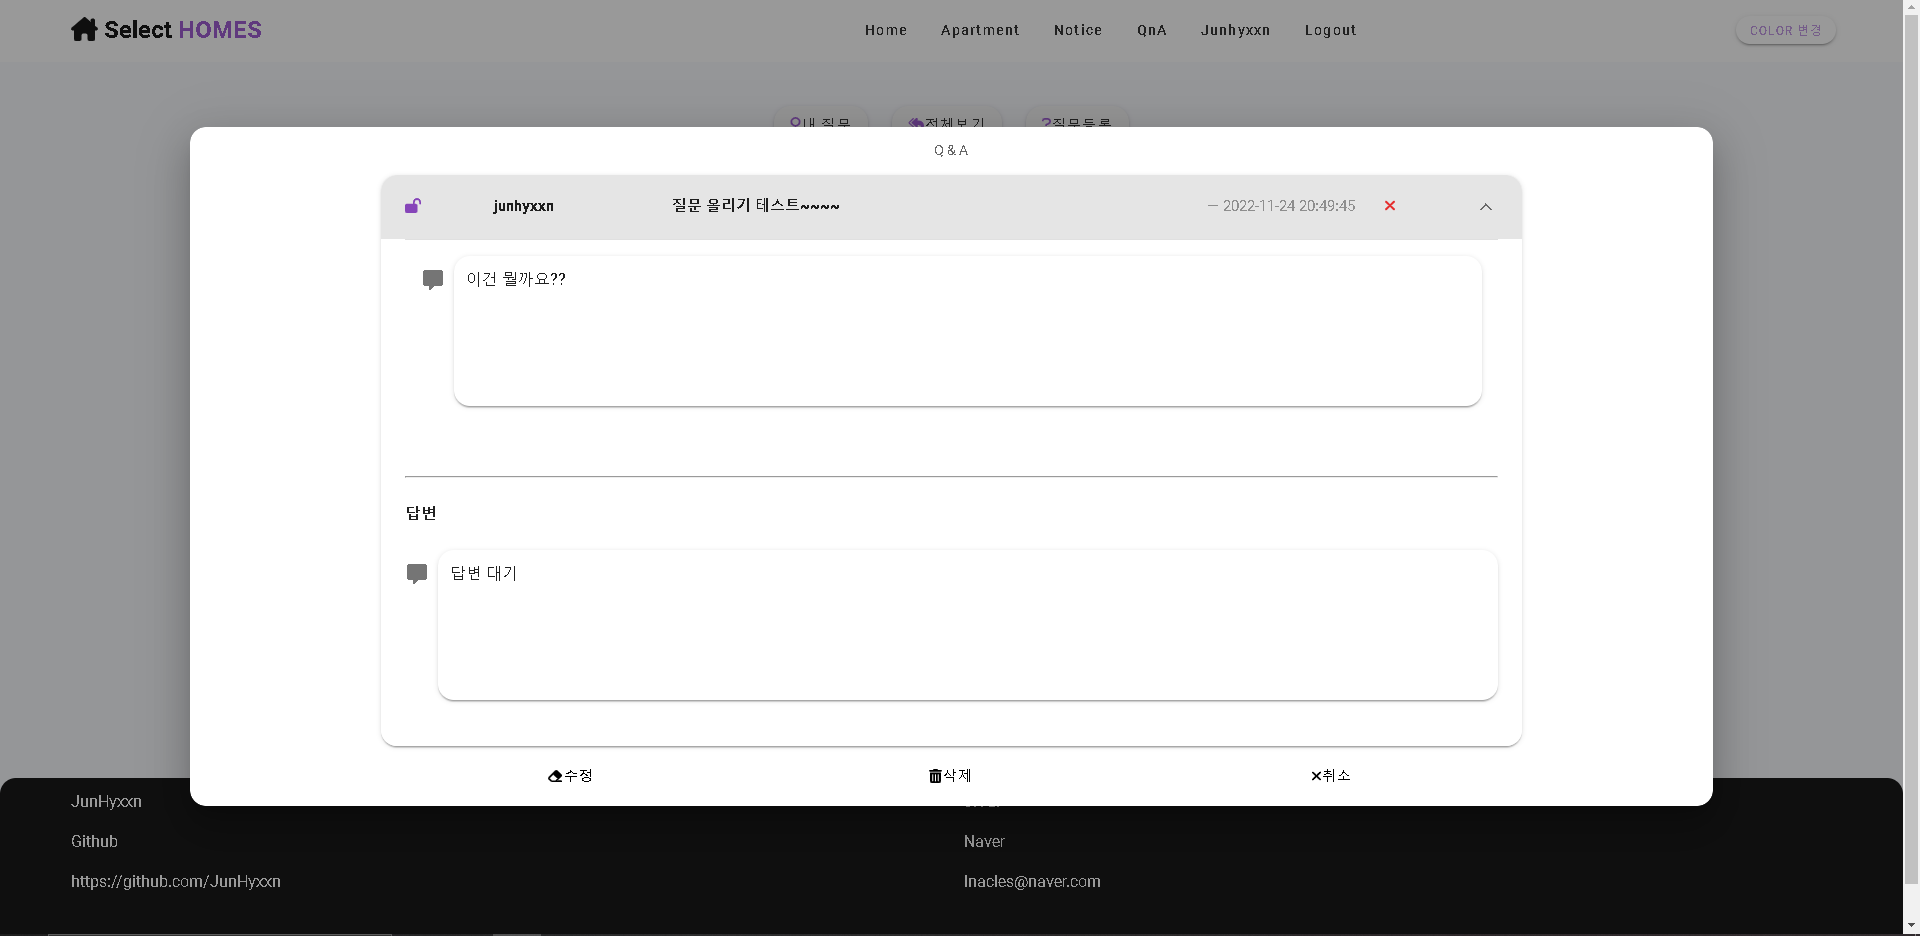 Select HOMES
Home Apartment Notice QnA Junhyxxn Logout
COLOR 변경
내 질문 전체보기 ?질문등록
Q & A
junhyxxn 질문 올리기 테스트~~~~ — 2022-11-24 20:49:45
이건 뭘까요??
답변
답변 대기
수정 삭제 취소
JunHyxxn
Github Naver
https://github.com/JunHyxxn lnacles@naver.com